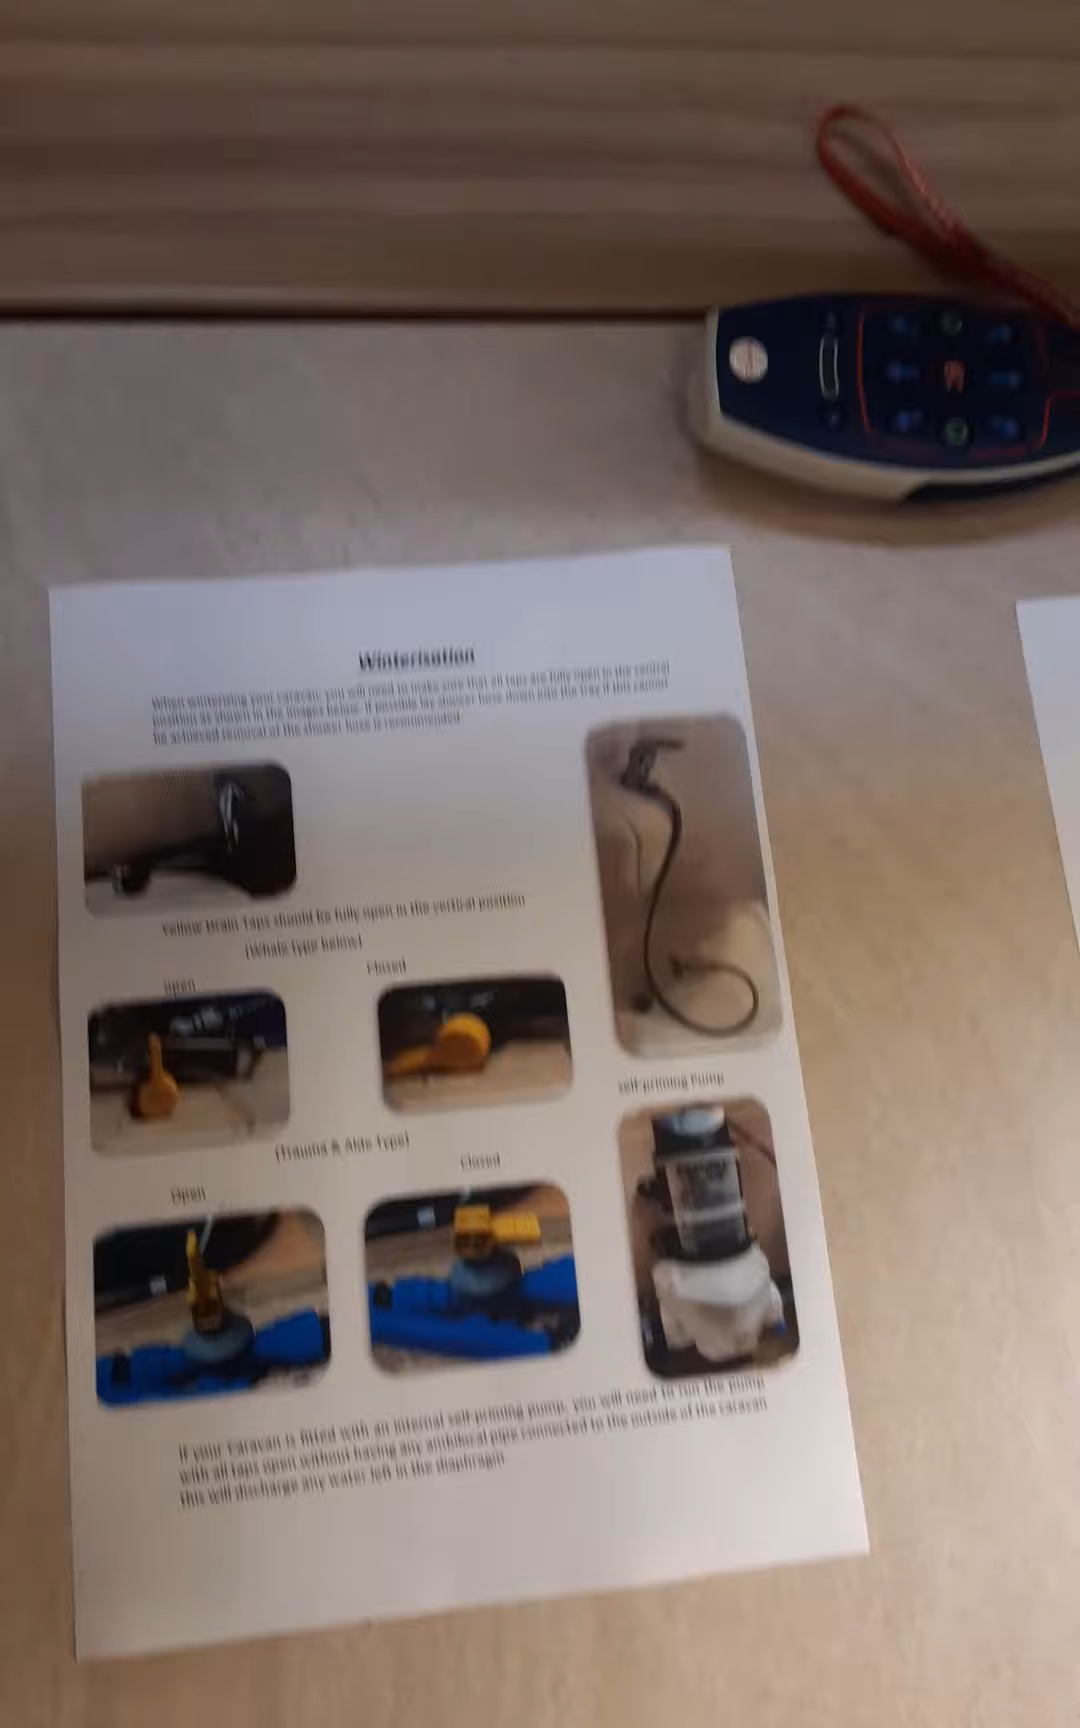 Winterisation
When winterising your caravan, you will need to make sure that all taps are fully open in the central
position as shown in the images below. If possible lay shower hose down into the tray if this cannot
be achieved removal of the shower hose is recommended.
Yellow Drain Taps should be fully open in the vertical position
(Whale type below)
Open
Closed
Self-priming Pump
(Trauma & Alde Type)
Open
Closed
If your caravan is fitted with an internal self-priming pump, you will need to run the pump
with all taps open without having any ambilocal pipe connected to the outside of the caravan
this will discharge any water left in the diaphragm